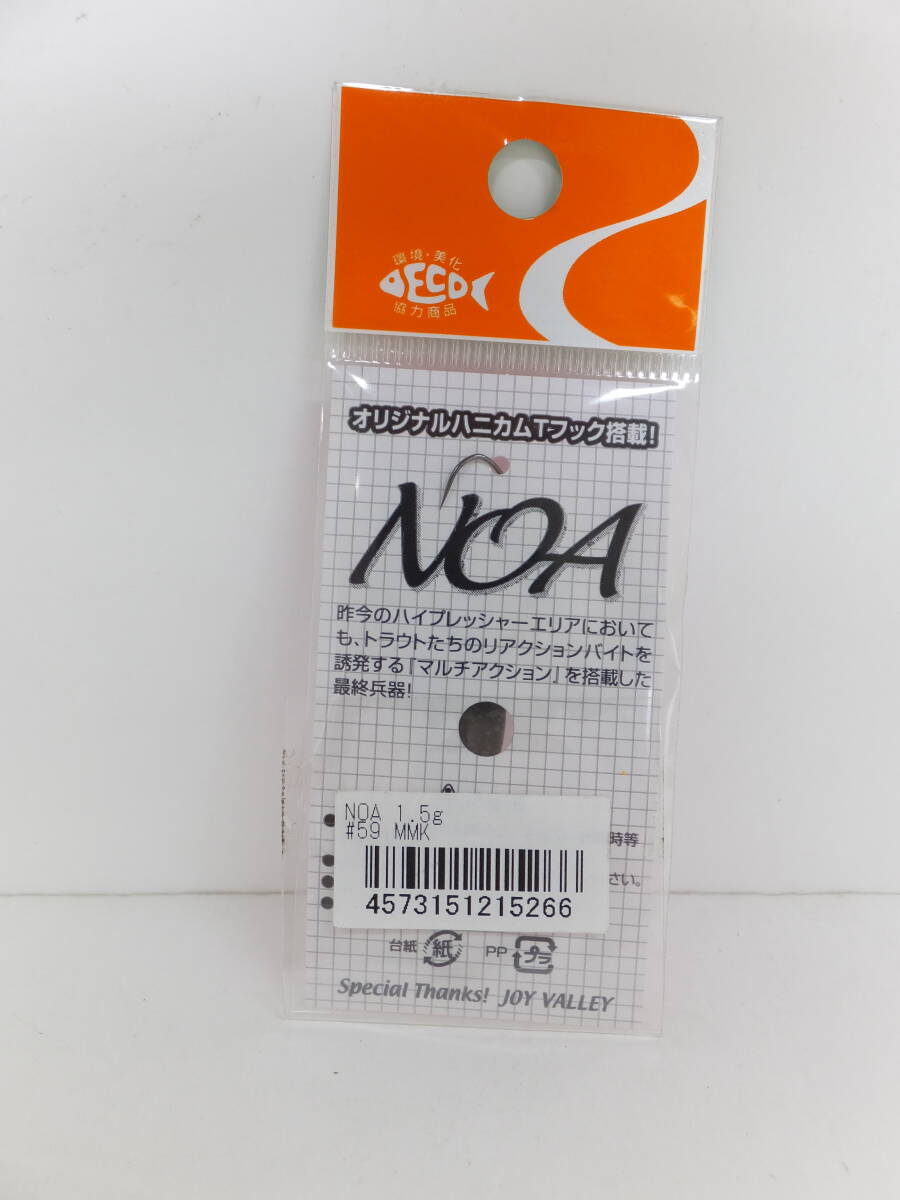 環境・美化
ECO
協力商品
オリジナルハニカムTフック搭載!
NOA
昨今のハイプレッシャーエリアにおいて
も、トラウトたちのリアクションバイトを
誘発する『マルチアクション』を搭載した
最終兵器!
NOA 1.5g
#59 MMK
時等
さい。
4573151215266
台紙 紙 PP プラ
Special Thanks! JOY VALLEY